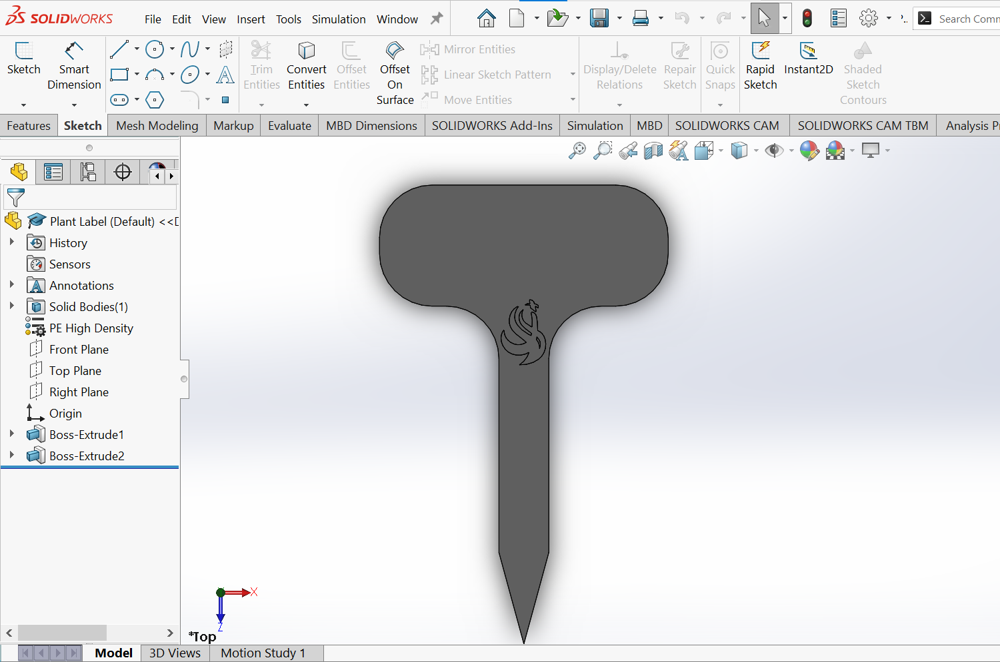 SOLIDWORKS File Edit View Insert Tools Simulation Window Search Comm
Sketch Smart Dimension Trim Entities Convert Entities Offset Entities Offset On Surface Mirror Entities Linear Sketch Pattern Move Entities Display/Delete Relations Repair Sketch Quick Snaps Rapid Sketch Instant2D Shaded Sketch Contours
Features Sketch Mesh Modeling Markup Evaluate MBD Dimensions SOLIDWORKS Add-Ins Simulation MBD SOLIDWORKS CAM SOLIDWORKS CAM TBM Analysis Pr
Plant Label (Default) <<D
History
Sensors
Annotations
Solid Bodies(1)
PE High Density
Front Plane
Top Plane
Right Plane
Origin
Boss-Extrude1
Boss-Extrude2
X
Z
*Top
Model 3D Views Motion Study 1